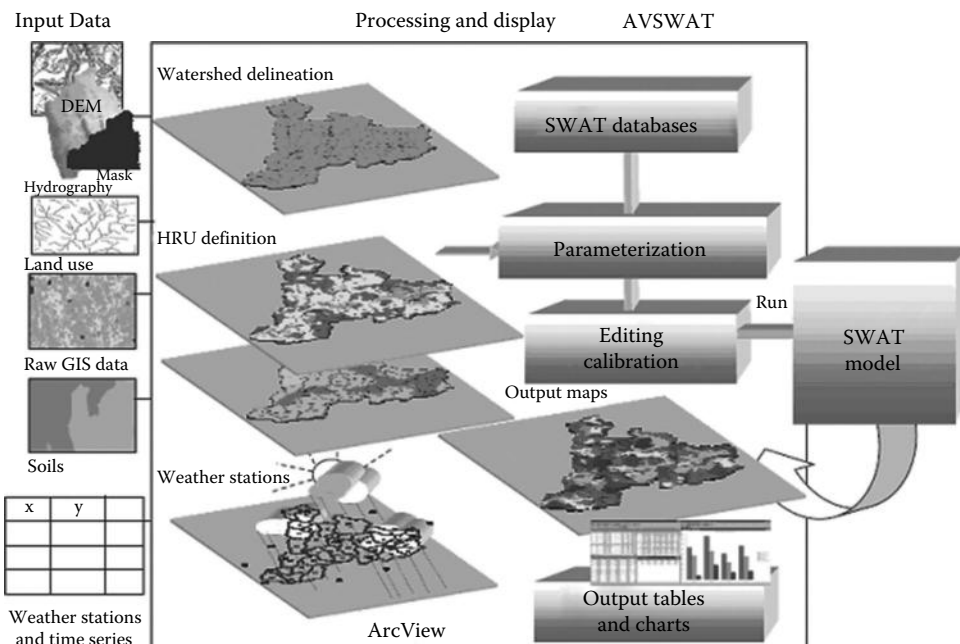 Input Data
Processing and display
AVSWAT
Watershed delineation
DEM
Mask
SWAT databases
Hydrography
HRU definition
Parameterization
Land use
Run
Editing
calibration
SWAT
model
Raw GIS data
Output maps
Soils
Weather stations
x y
Output tables
and charts
Weather stations
and time series
ArcView